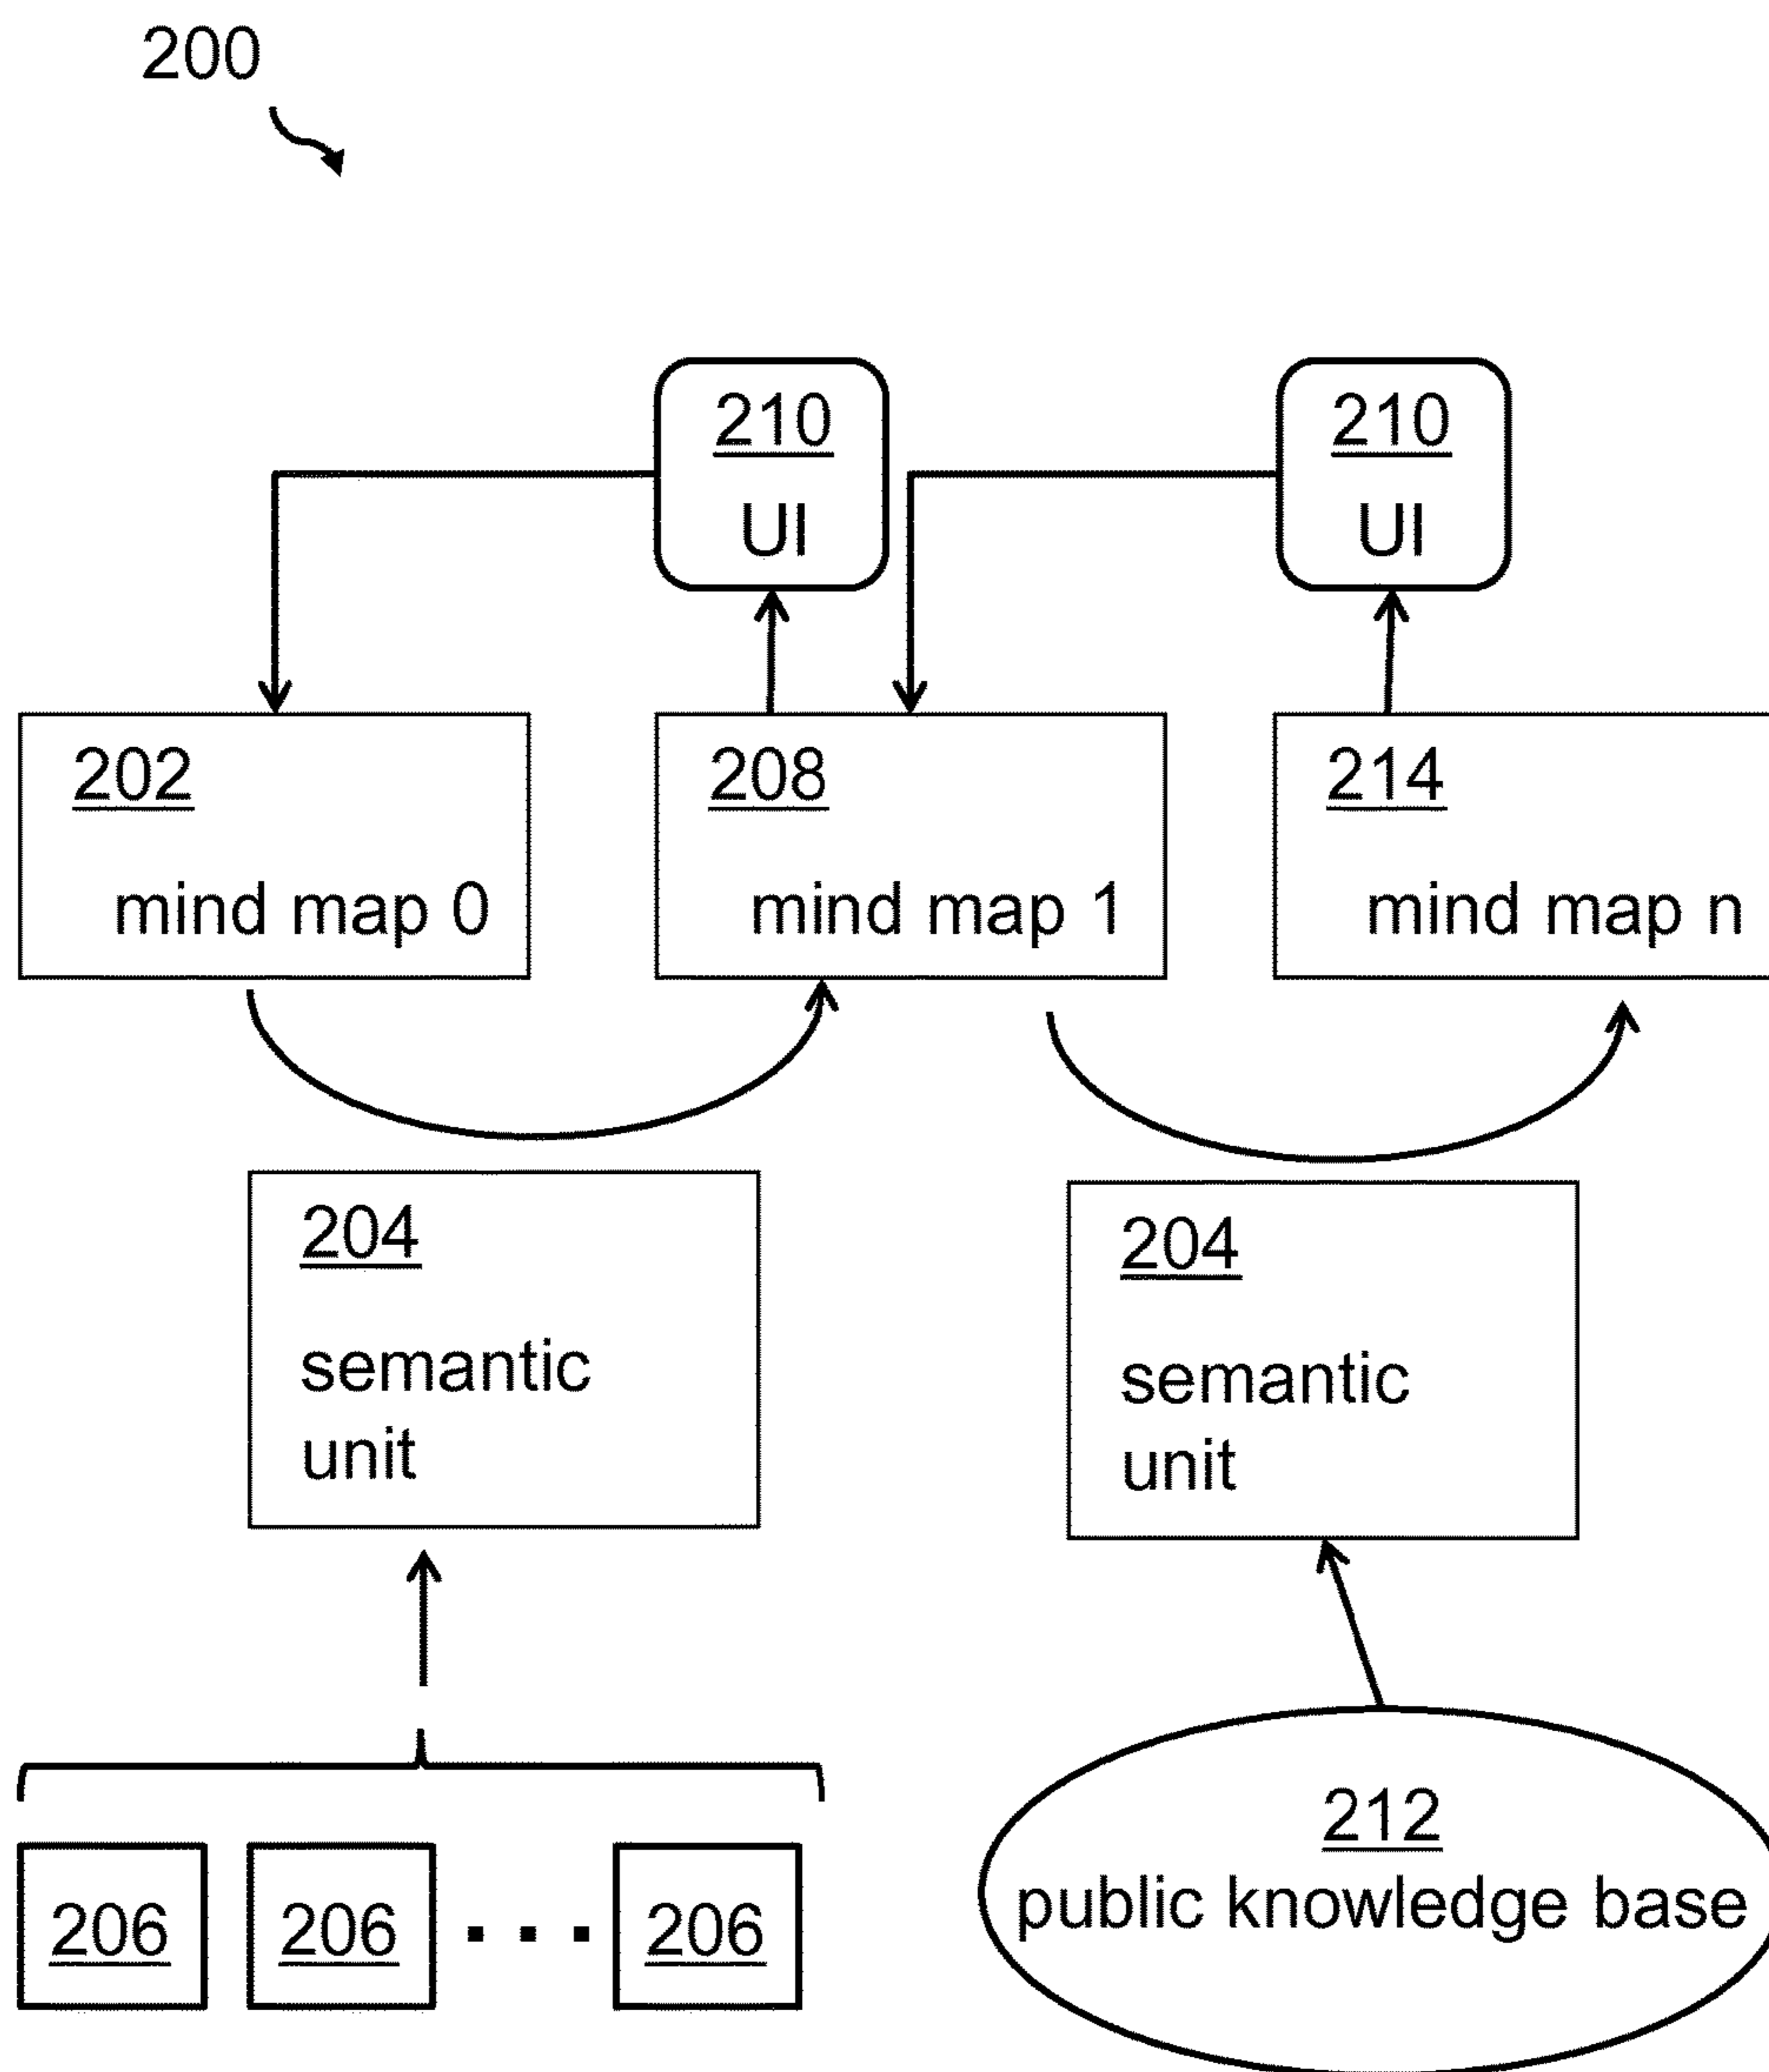 200
210
UI
210
UI
202
mind map 0
208
mind map 1
214
mind map n
204
semantic
unit
204
semantic
unit
206
206
...
206
212
public knowledge base